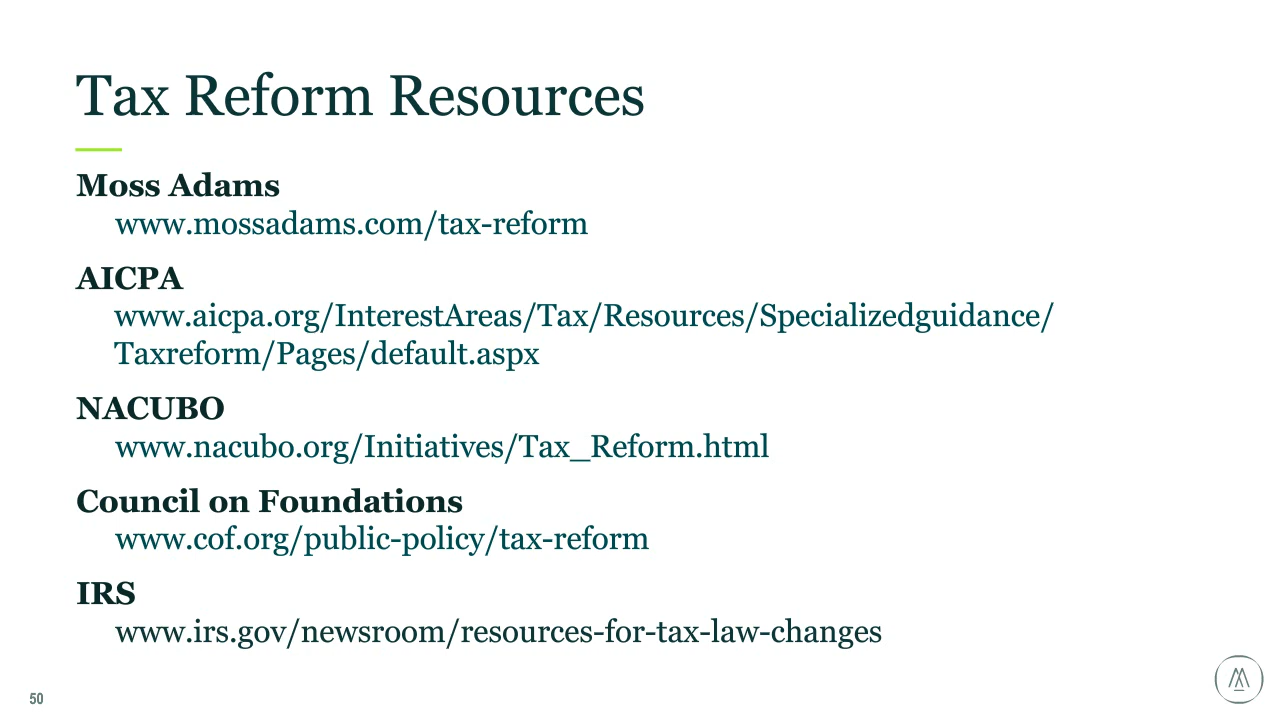 Tax Reform Resources
Moss Adams
www.mossadams.com/tax-reform
AICPA
www.aicpa.org/InterestAreas/Tax/Resources/Specializedguidance/
Taxreform/Pages/default.aspx
NACUBO
www.nacubo.org/Initiatives/Tax_Reform.html
Council on Foundations
www.cof.org/public-policy/tax-reform
IRS
www.irs.gov/newsroom/resources-for-tax-law-changes
50